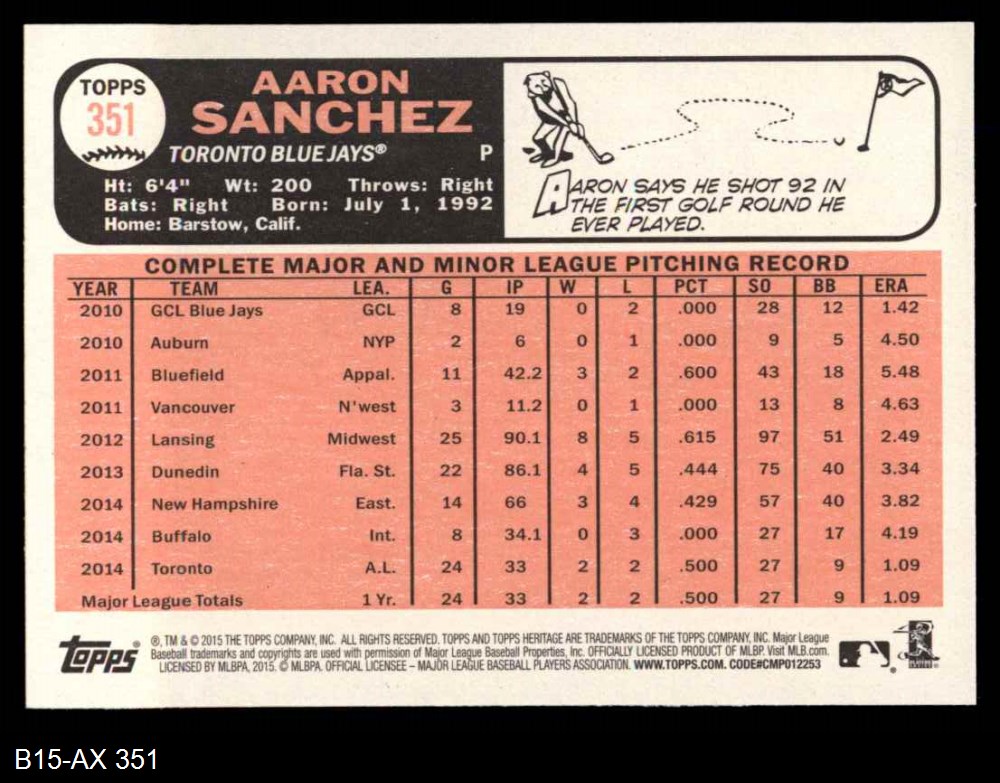 TOPPS
351
AARON
SANCHEZ
TORONTO BLUE JAYS® P
Ht: 6'4" Wt: 200 Throws: Right
Bats: Right Born: July 1, 1992
Home: Barstow, Calif.
AARON SAYS HE SHOT 92 IN
THE FIRST GOLF ROUND HE
EVER PLAYED.
COMPLETE MAJOR AND MINOR LEAGUE PITCHING RECORD
YEAR TEAM LEA. G IP W L PCT SO BB ERA
2010 GCL Blue Jays GCL 8 19 0 2 .000 28 12 1.42
2010 Auburn NYP 2 6 0 1 .000 9 5 4.50
2011 Bluefield Appal. 11 42.2 3 2 .600 43 18 5.48
2011 Vancouver N'west 3 11.2 0 1 .000 13 8 4.63
2012 Lansing Midwest 25 90.1 8 5 .615 97 51 2.49
2013 Dunedin Fla. St. 22 86.1 4 5 .444 75 40 3.34
2014 New Hampshire East. 14 66 3 4 .429 57 40 3.82
2014 Buffalo Int. 8 34.1 0 3 .000 27 17 4.19
2014 Toronto A.L. 24 33 2 2 .500 27 9 1.09
Major League Totals 1 Yr. 24 33 2 2 .500 27 9 1.09
Topps®
®, TM & © 2015 THE TOPPS COMPANY, INC. ALL RIGHTS RESERVED. TOPPS AND TOPPS HERITAGE ARE TRADEMARKS OF THE TOPPS COMPANY, INC. Major League
Baseball trademarks and copyrights are used with permission of Major League Baseball Properties, Inc. OFFICIALLY LICENSED PRODUCT OF MLBP. Visit MLB.com.
LICENSED BY MLBPA, 2015. © MLBPA. OFFICIAL LICENSEE – MAJOR LEAGUE BASEBALL PLAYERS ASSOCIATION. WWW.TOPPS.COM. CODE#CMP012253
B15-AX 351